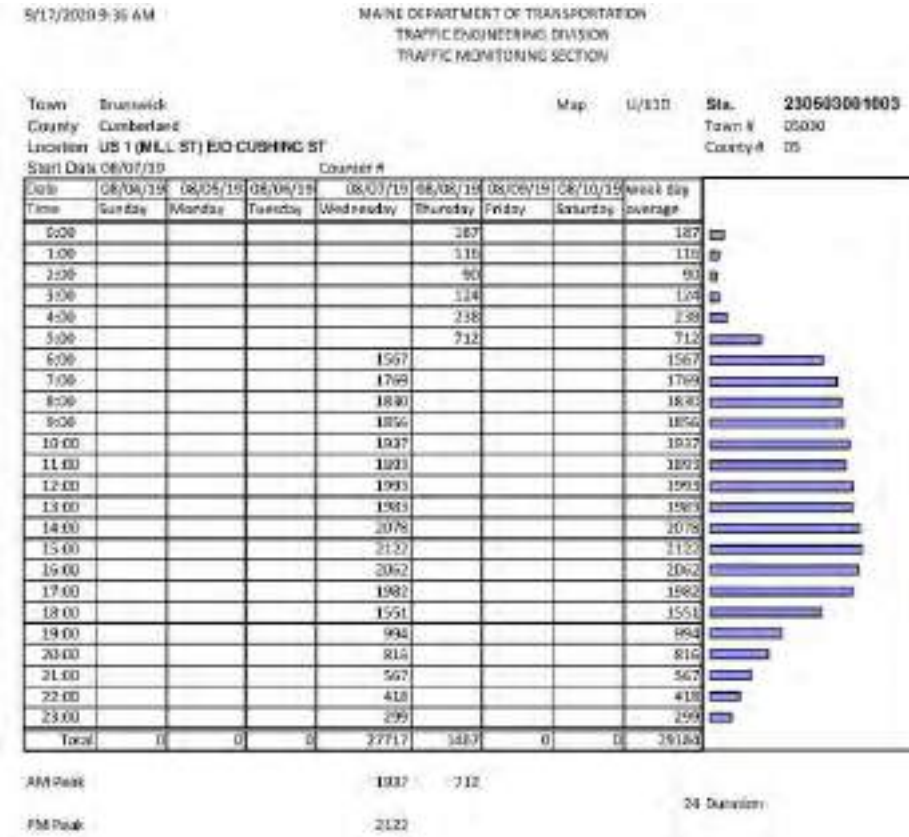 9/17/2020 9:36 AM
MAINE DEPARTMENT OF TRANSPORTATION
TRAFFIC ENGINEERING DIVISION
TRAFFIC MONITORING SECTION
Town Brunswick Map Sta. 230503001003
County Cumberland Town # 05030
Location US 1 (MILL ST) E/O CUSHING ST County # 05
Start Date 08/07/19 Counter #
Date 08/04/19 08/05/19 08/06/19 08/07/19 08/08/19 08/09/19 08/10/19 week day
Time Sunday Monday Tuesday Wednesday Thursday Friday Saturday average
0:00 187 187
1:00 116 116
2:00 90 90
3:00 124 124
4:00 238 238
5:00 712 712
6:00 1567 1567
7:00 1769 1769
8:00 1830 1830
9:00 1856 1856
10:00 1937 1937
11:00 1893 1893
12:00 1993 1993
13:00 1983 1983
14:00 2078 2078
15:00 2122 2122
16:00 2062 2062
17:00 1982 1982
18:00 1551 1551
19:00 994 994
20:00 816 816
21:00 567 567
22:00 418 418
23:00 299 299
Total 0 0 0 27717 1467 0 0 29184
AM Peak 1937 712
24 Duration
PM Peak 2122